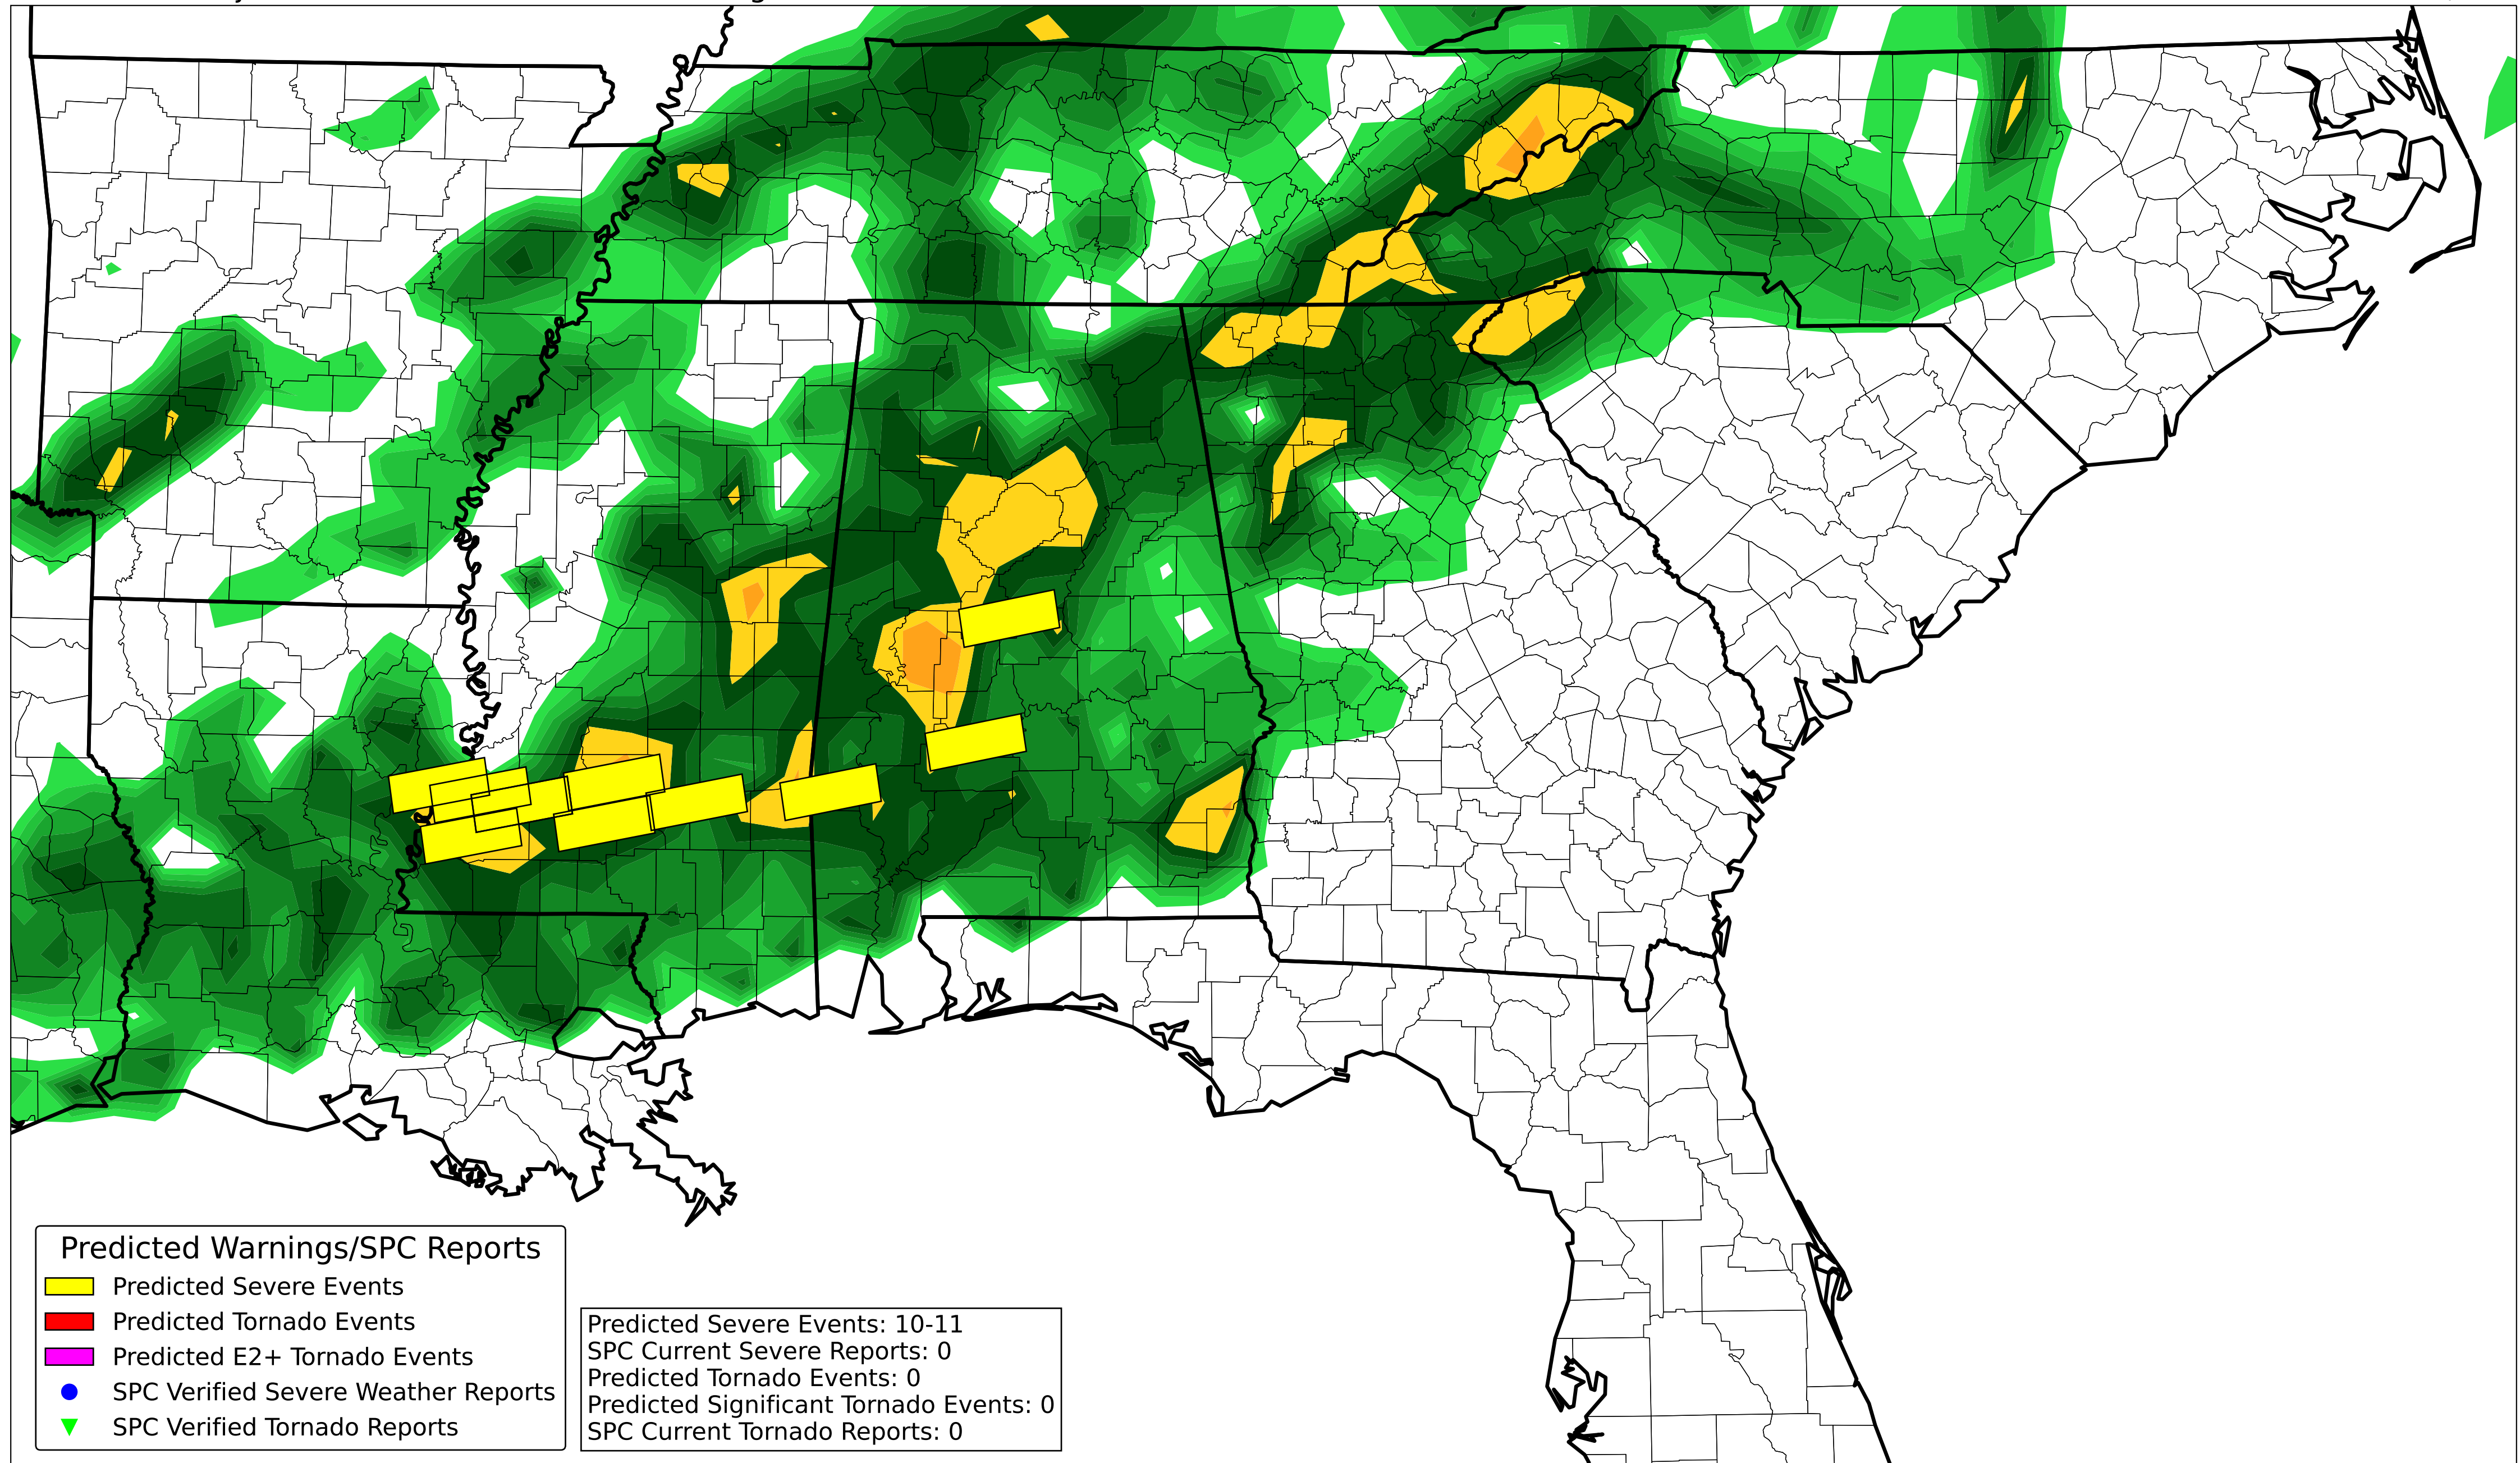 Predicted Warnings/SPC Reports
Predicted Severe Events
Predicted Tornado Events
Predicted E2+ Tornado Events
SPC Verified Severe Weather Reports
SPC Verified Tornado Reports
Predicted Severe Events: 10-11
SPC Current Severe Reports: 0
Predicted Tornado Events: 0
Predicted Significant Tornado Events: 0
SPC Current Tornado Reports: 0